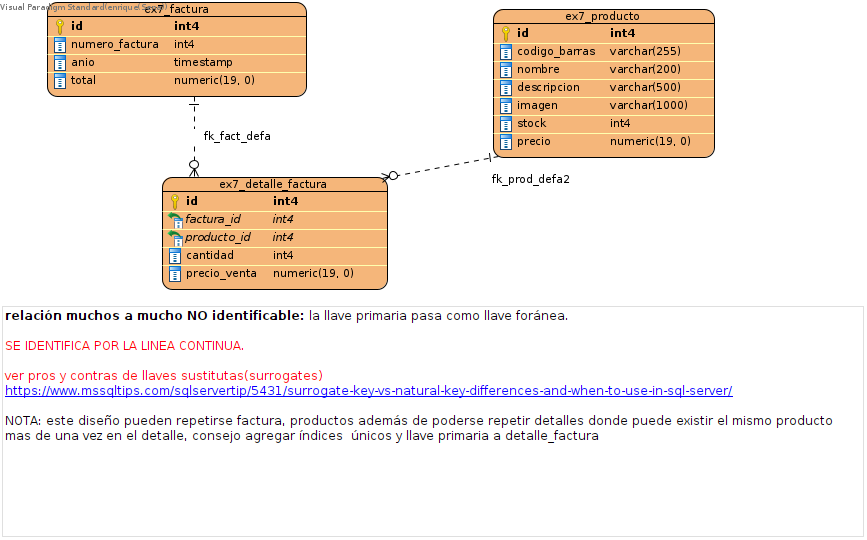 Visual Paradigm Standard(enrique(Sena))
ex7_factura
id int4
numero_factura int4
anio timestamp
total numeric(19, 0)
ex7_producto
id int4
codigo_barras varchar(255)
nombre varchar(200)
descripcion varchar(500)
imagen varchar(1000)
stock int4
precio numeric(19, 0)
fk_fact_defa
fk_prod_defa2
ex7_detalle_factura
id int4
factura_id int4
producto_id int4
cantidad int4
precio_venta numeric(19, 0)
relación muchos a mucho NO identificable: la llave primaria pasa como llave foránea.
SE IDENTIFICA POR LA LINEA CONTINUA.
ver pros y contras de llaves sustitutas(surrogates)
https://www.mssqltips.com/sqlservertip/5431/surrogate-key-vs-natural-key-differences-and-when-to-use-in-sql-server/
NOTA: este diseño pueden repetirse factura, productos además de poderse repetir detalles donde puede existir el mismo producto
mas de una vez en el detalle, consejo agregar índices únicos y llave primaria a detalle_factura